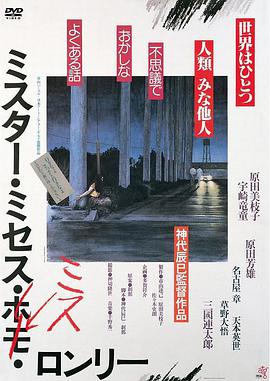 DVD
VIDEO
世界はひとつ
人類 みな他人
不思議で
おかしな
よくある話
原田美枝子
宇崎竜童
原田芳雄
名古屋 章
天本英世
草野大悟
三國連太郎
神代辰巳監督作品
ミスター・ミセス・ホモ・
ミス
ロンリー